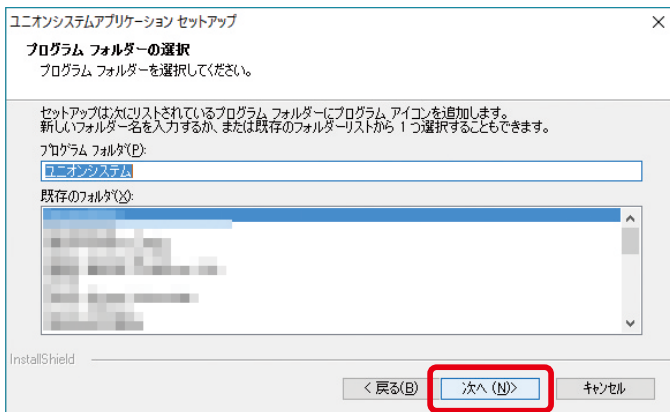 ユニオンシステムアプリケーション セットアップ
プログラム フォルダーの選択
プログラム フォルダーを選択してください。
セットアップは次にリストされているプログラム フォルダーにプログラム アイコンを追加します。
新しいフォルダー名を入力するか、または既存のフォルダーリストから 1 つ選択することもできます。
プログラム フォルダ(P):
ユニオンシステム
既存のフォルダ(X):
InstallShield
< 戻る(B)
次へ (N)>
キャンセル